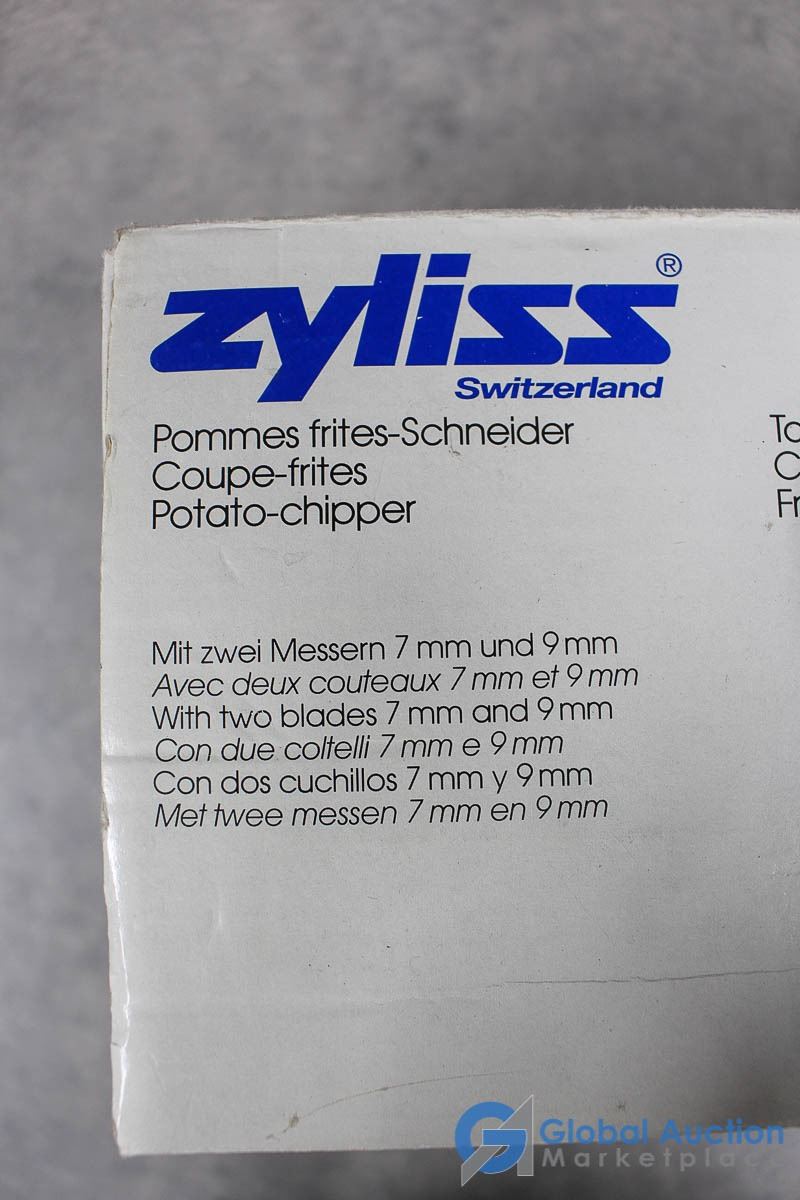 zyliss®
Switzerland
Pommes frites-Schneider
Coupe-frites
Potato-chipper
Mit zwei Messern 7 mm und 9 mm
Avec deux couteaux 7 mm et 9 mm
With two blades 7 mm and 9 mm
Con due coltelli 7 mm e 9 mm
Con dos cuchillos 7 mm y 9 mm
Met twee messen 7 mm en 9 mm
Global Auction
Marketplace